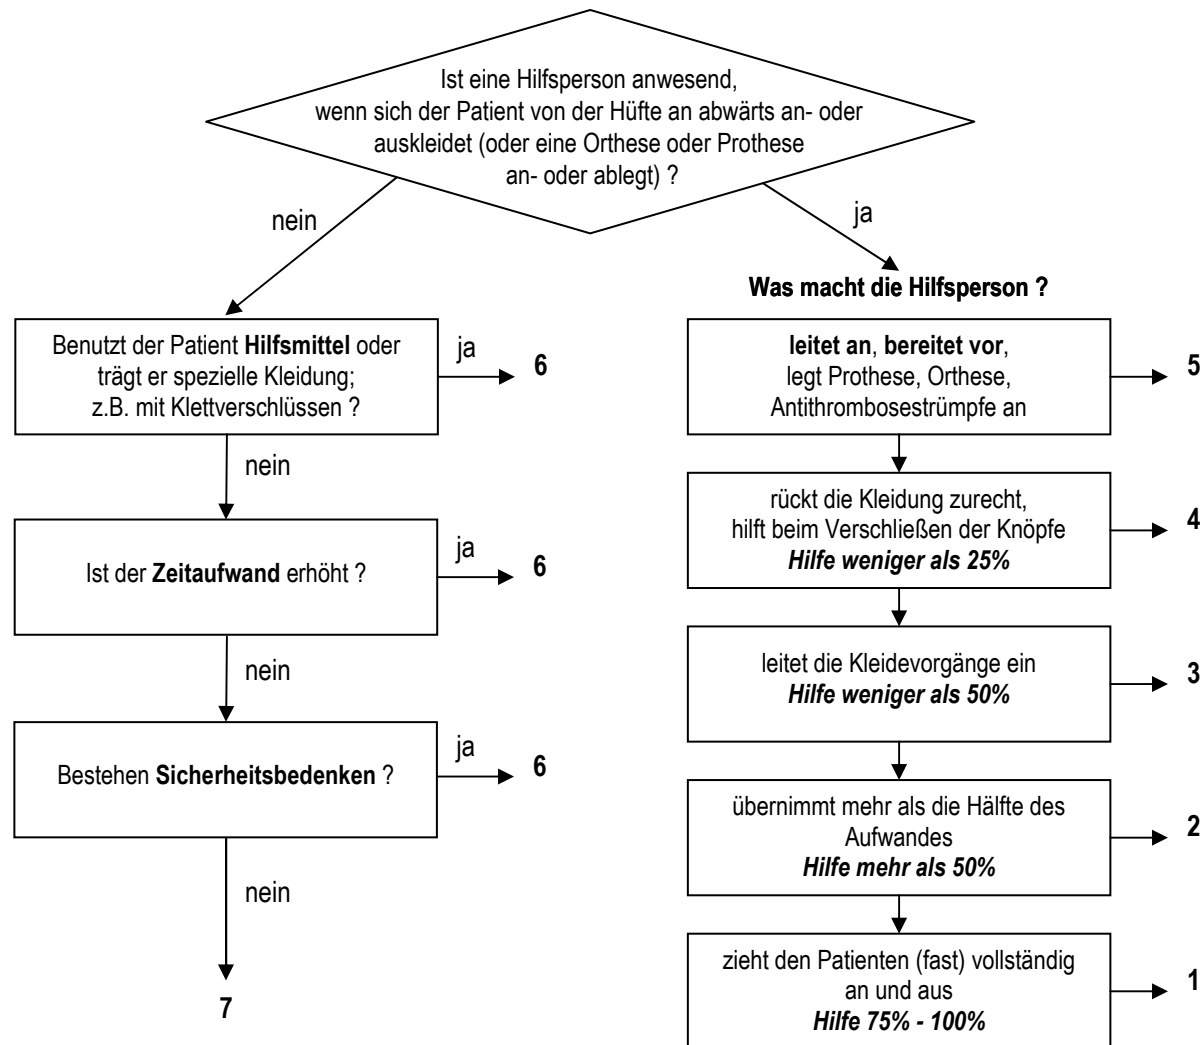 Ist eine Hilfsperson anwesend,
wenn sich der Patient von der Hüfte an abwärts an- oder
auskleidet (oder eine Orthese oder Prothese
an- oder ablegt) ?
nein
ja
Was macht die Hilfsperson ?
Benutzt der Patient Hilfsmittel oder
trägt er spezielle Kleidung;
z.B. mit Klettverschlüssen ?
ja
6
nein
Ist der Zeitaufwand erhöht ?
ja
6
nein
Bestehen Sicherheitsbedenken ?
ja
6
nein
7
leitet an, bereitet vor,
legt Prothese, Orthese,
Antithrombosestrümpfe an
5
rückt die Kleidung zurecht,
hilft beim Verschließen der Knöpfe
Hilfe weniger als 25%
4
leitet die Kleidevorgänge ein
Hilfe weniger als 50%
3
übernimmt mehr als die Hälfte des
Aufwandes
Hilfe mehr als 50%
2
zieht den Patienten (fast) vollständig
an und aus
Hilfe 75% - 100%
1